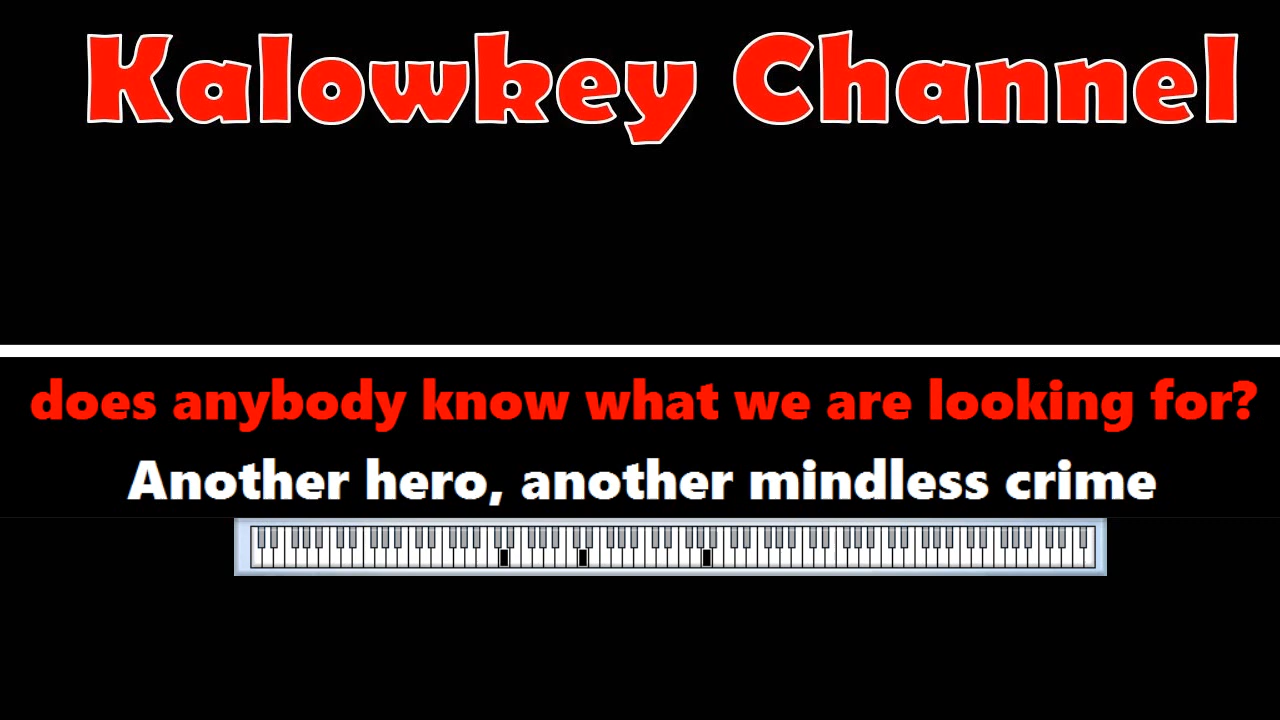 Kalowkey Channel
does anybody know what we are looking for?
Another hero, another mindless crime